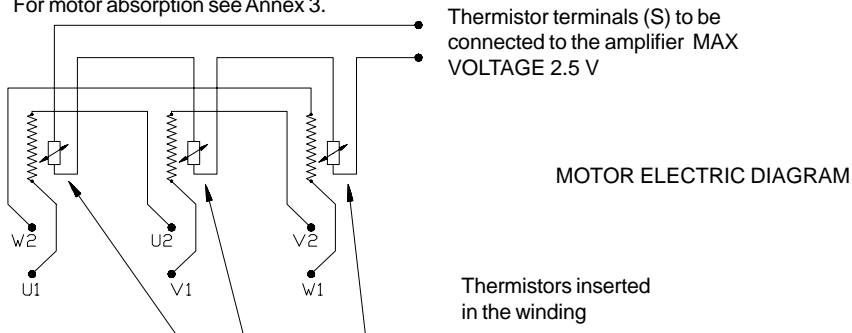 For motor absorption see Annex 3.
Thermistor terminals (S) to be
connected to the amplifier MAX
VOLTAGE 2.5 V
MOTOR ELECTRIC DIAGRAM
W2 U2 V2
U1 V1 W1
Thermistors inserted
in the winding